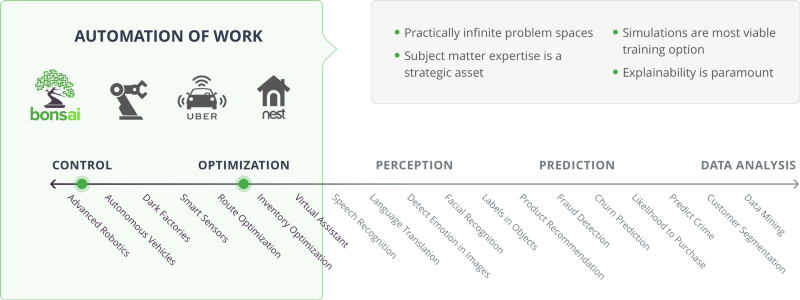 AUTOMATION OF WORK
bonsai
UBER
nest
Practically infinite problem spaces
Subject matter expertise is a
strategic asset
Simulations are most viable
training option
Explainability is paramount
CONTROL
OPTIMIZATION
PERCEPTION
PREDICTION
DATA ANALYSIS
Advanced Robotics
Autonomous Vehicles
Dark Factories
Smart Sensors
Route Optimization
Inventory Optimization
Virtual Assistant
Speech Recognition
Language Translation
Detect Emotion in Images
Facial Recognition
Labels in Objects
Product Recommendation
Fraud Detection
Churn Prediction
Likelihood to Purchase
Predict Crime
Customer Segmentation
Data Mining